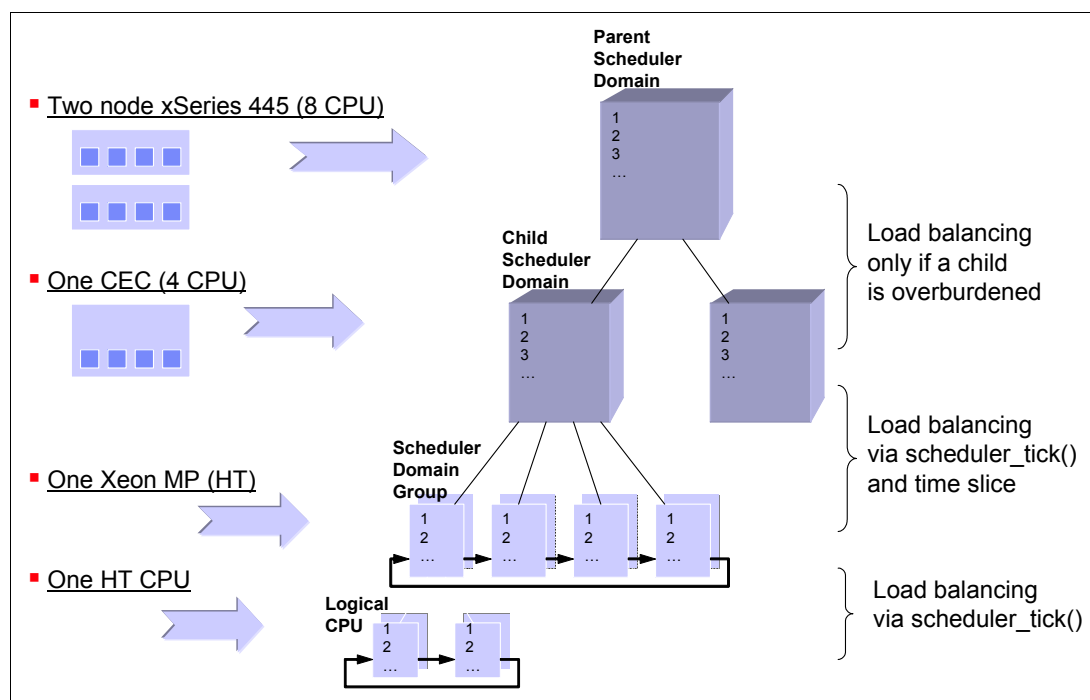 Parent
Scheduler
Domain
Two node xSeries 445 (8 CPU)
1
2
3
…
Child
Scheduler
Domain
Load balancing
only if a child
is overburdened
One CEC (4 CPU)
1
2
3
…
1
2
3
…
Load balancing
via scheduler_tick()
and time slice
Scheduler
Domain
Group
One Xeon MP (HT)
1
2
…
1
2
…
1
2
…
1
2
…
One HT CPU
Load balancing
via scheduler_tick()
Logical
CPU
1
2
…
1
2
…